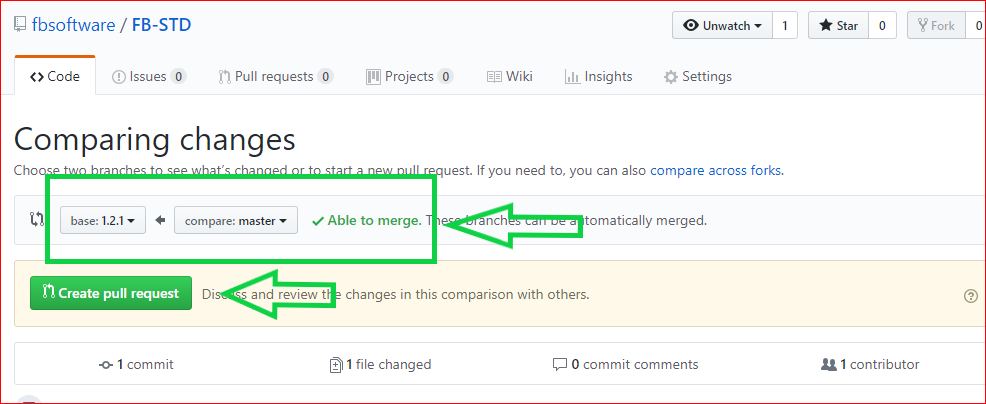 fbsoftware / FB-STD
Unwatch 1 Star 0 Fork 0
Code Issues 0 Pull requests 0 Projects 0 Wiki Insights Settings
Comparing changes
Choose two branches to see what's changed or to start a new pull request. If you need to, you can also compare across forks.
base: 1.2.1 compare: master Able to merge. These branches can be automatically merged.
Create pull request Discuss and review the changes in this comparison with others.
1 commit 1 file changed 0 commit comments 1 contributor